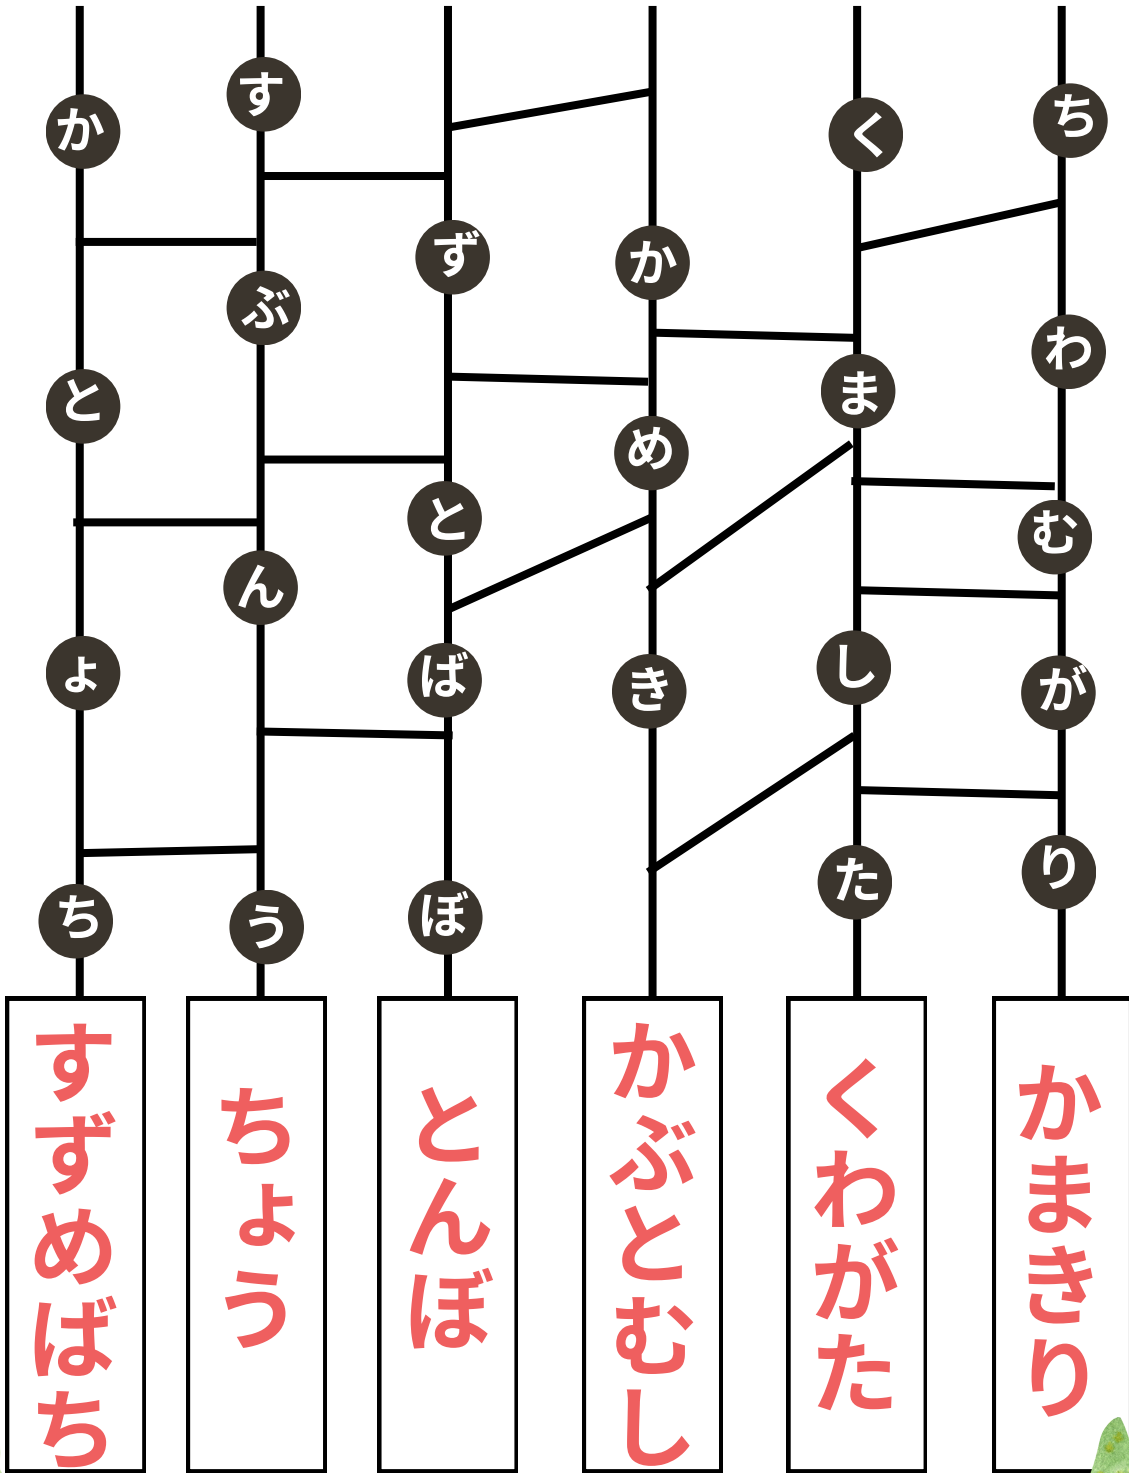 か
す
く
ち
ず
か
ぶ
わ
と
ま
め
と
む
ん
ょ
ば
き
し
が
ち
う
ぼ
た
り
すずめばち
ちょう
とんぼ
かぶとむし
くわがた
かまきり